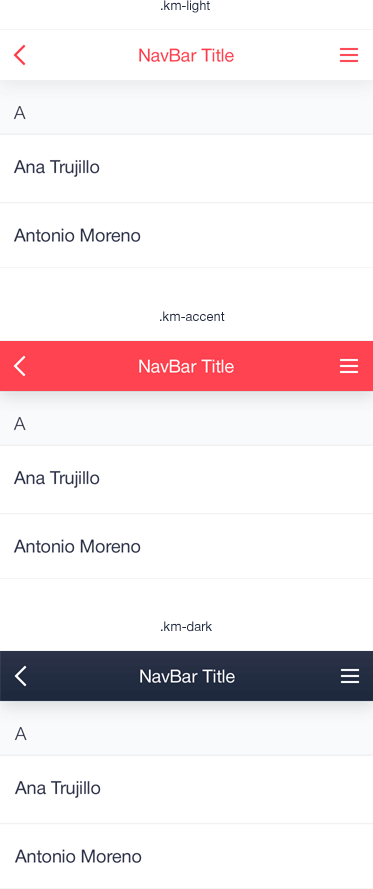 .km-light
NavBar Title
A
Ana Trujillo
Antonio Moreno
.km-accent
NavBar Title
A
Ana Trujillo
Antonio Moreno
.km-dark
NavBar Title
A
Ana Trujillo
Antonio Moreno